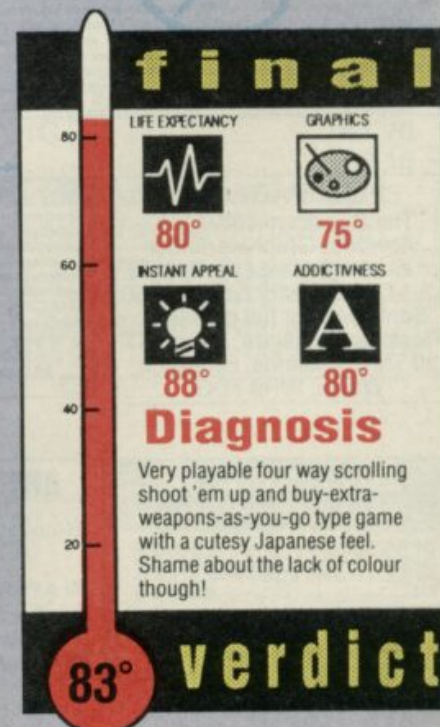 final
LIFE EXPECTANCY
GRAPHICS
80°
75°
INSTANT APPEAL
ADDICTIVNESS
A
88°
80°
Diagnosis
Very playable four way scrolling
shoot 'em up and buy-extra-
weapons-as-you-go type game
with a cutesy Japanese feel.
Shame about the lack of colour
though!
80
60
40
20
83°
verdict